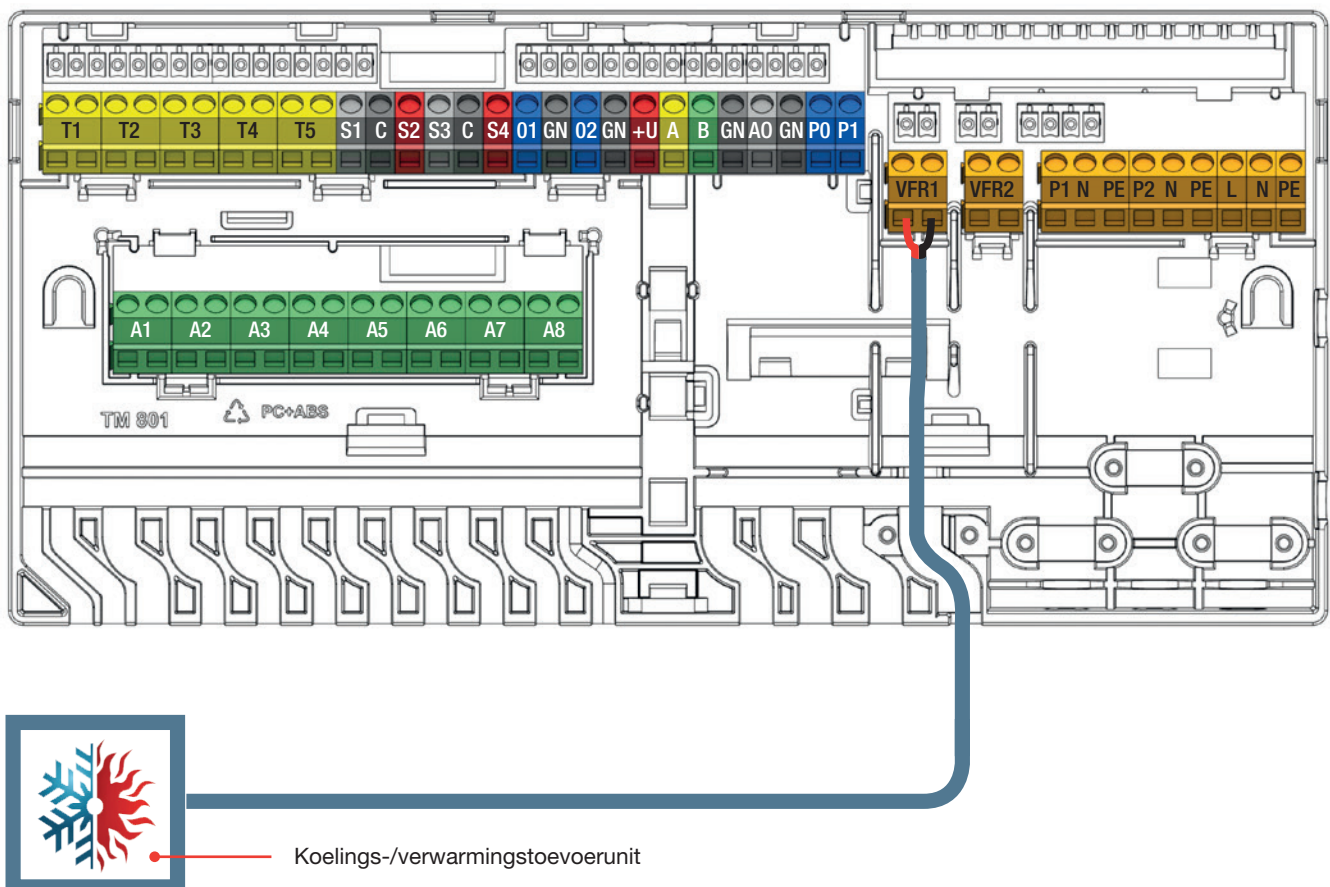 T1 T2 T3 T4 T5 S1 C S2 S3 C S4 01 GN 02 GN +U A B GN AO GN P0 P1
VFR1 VFR2 P1 N PE P2 N PE L N PE
A1 A2 A3 A4 A5 A6 A7 A8
TM 801 PC+ABS
Koelings-/verwarmingstoevoerunit